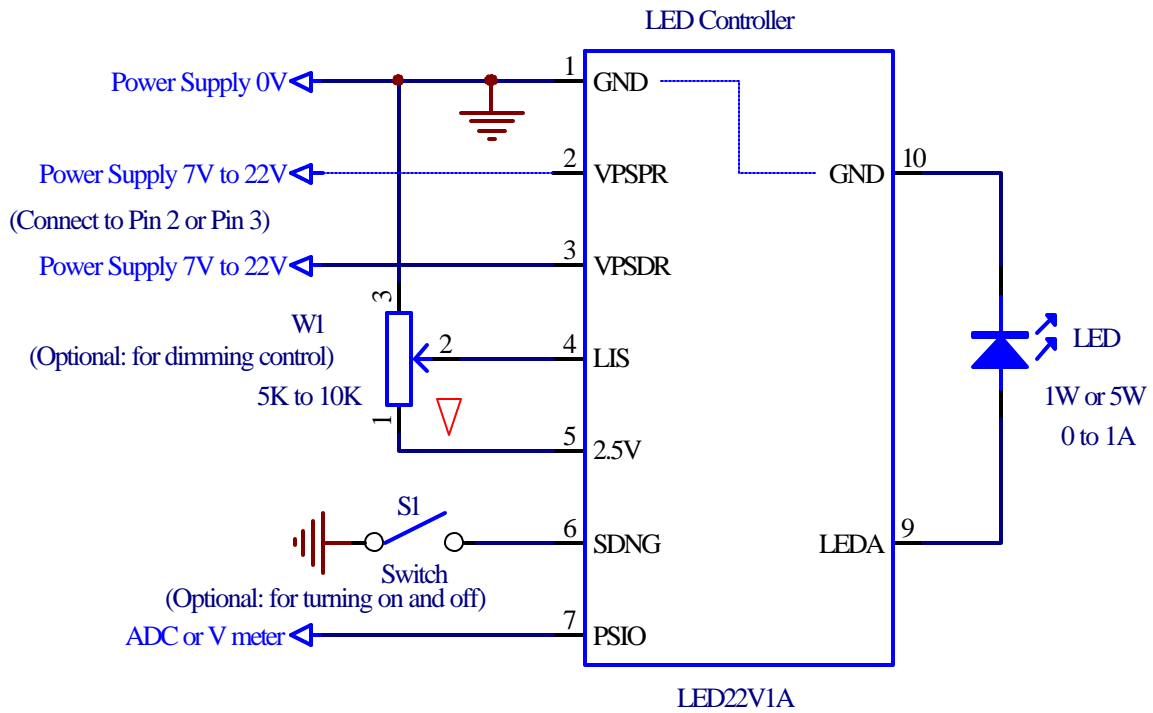 LED Controller
Power Supply 0V
1
GND
Power Supply 7V to 22V
2
VPSPR
GND
10
(Connect to Pin 2 or Pin 3)
Power Supply 7V to 22V
3
VPSDR
3
W1
(Optional: for dimming control)
5K to 10K
2
4
LIS
LED
1W or 5W
0 to 1A
1
5
2.5V
S1
6
SDNG
LEDA
9
Switch
(Optional: for turning on and off)
ADC or V meter
7
PSIO
LED22V1A